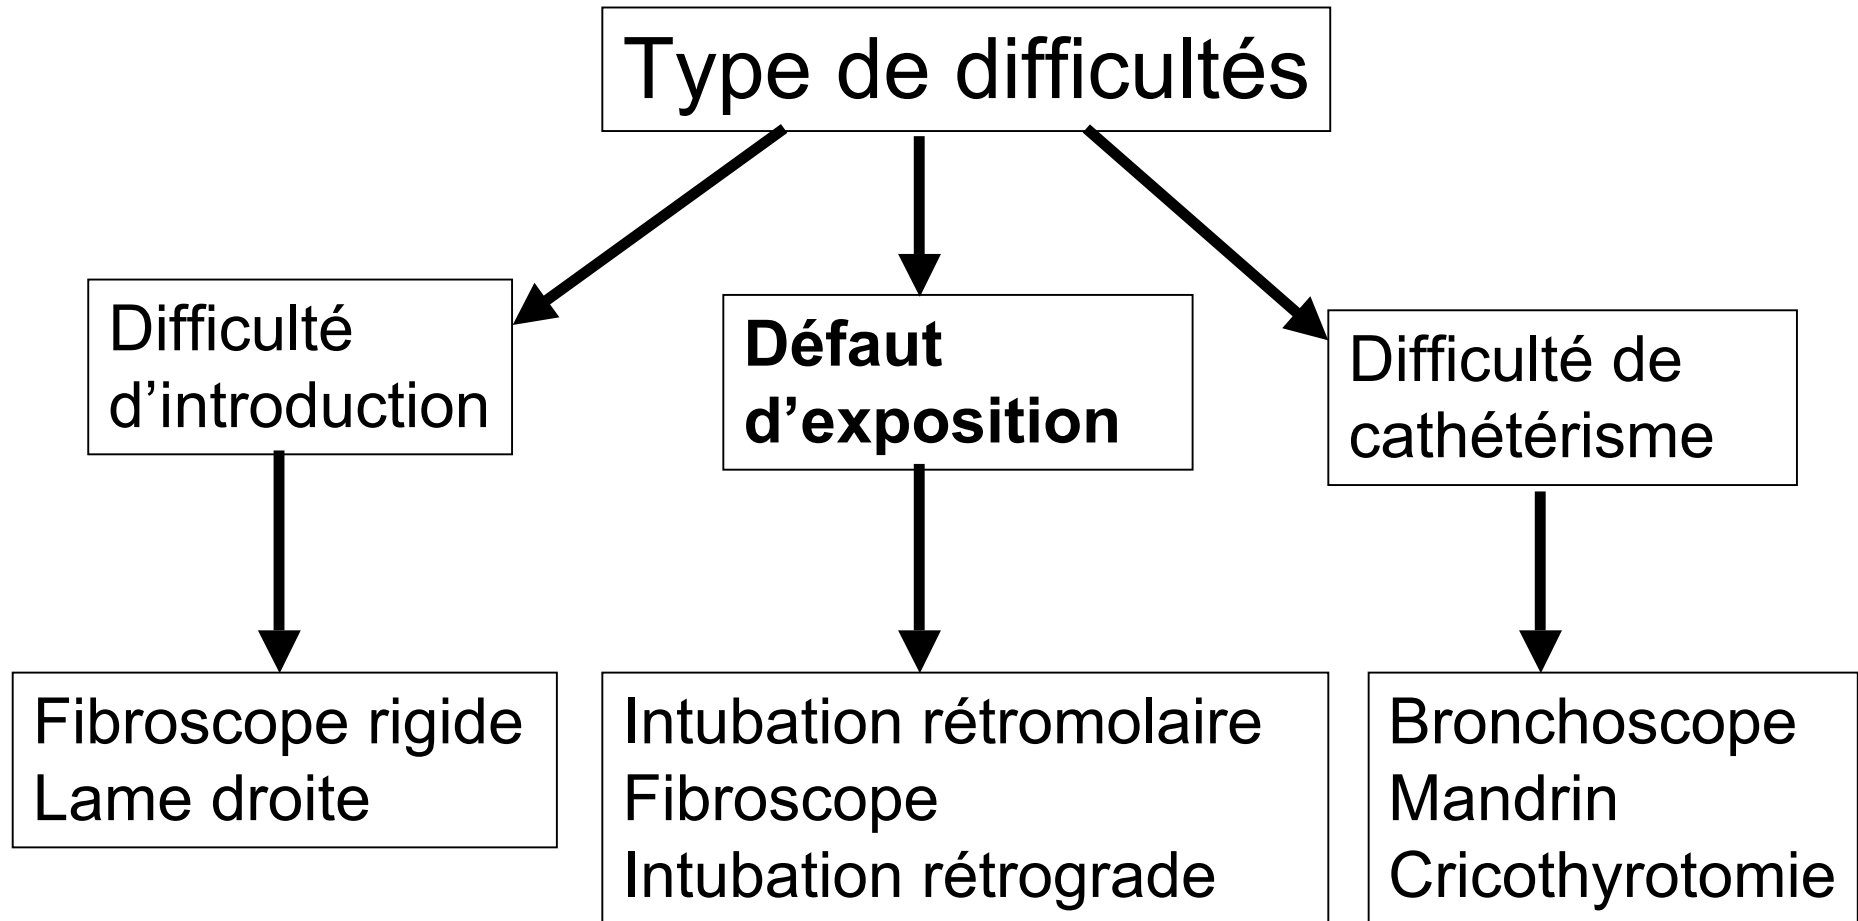 Type de difficultés
Difficulté
d’introduction
Défaut
d’exposition
Difficulté de
cathétérisme
Fibroscope rigide
Lame droite
Intubation rétromolaire
Fibroscope
Intubation rétrograde
Bronchoscope
Mandrin
Cricothyrotomie